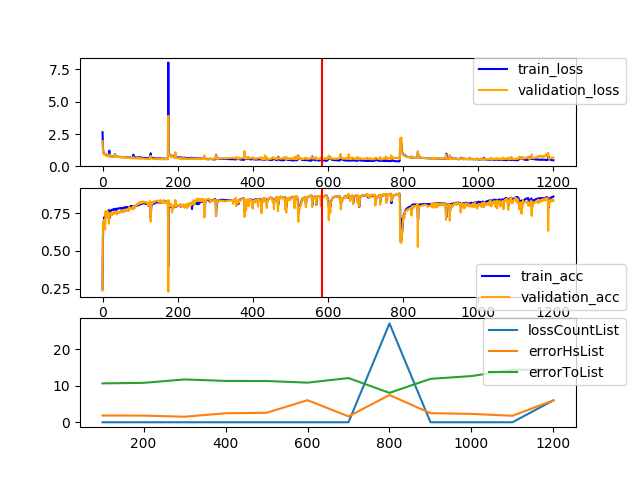 7.5
5.0
2.5
0.0
train_loss
validation_loss
0 200 400 600 800 1000 1200
0.75
0.50
0.25
train_acc
validation_acc
0 200 400 600 800 1000 1200
20
10
0
lossCountList
errorHsList
errorToList
200 400 600 800 1000 1200